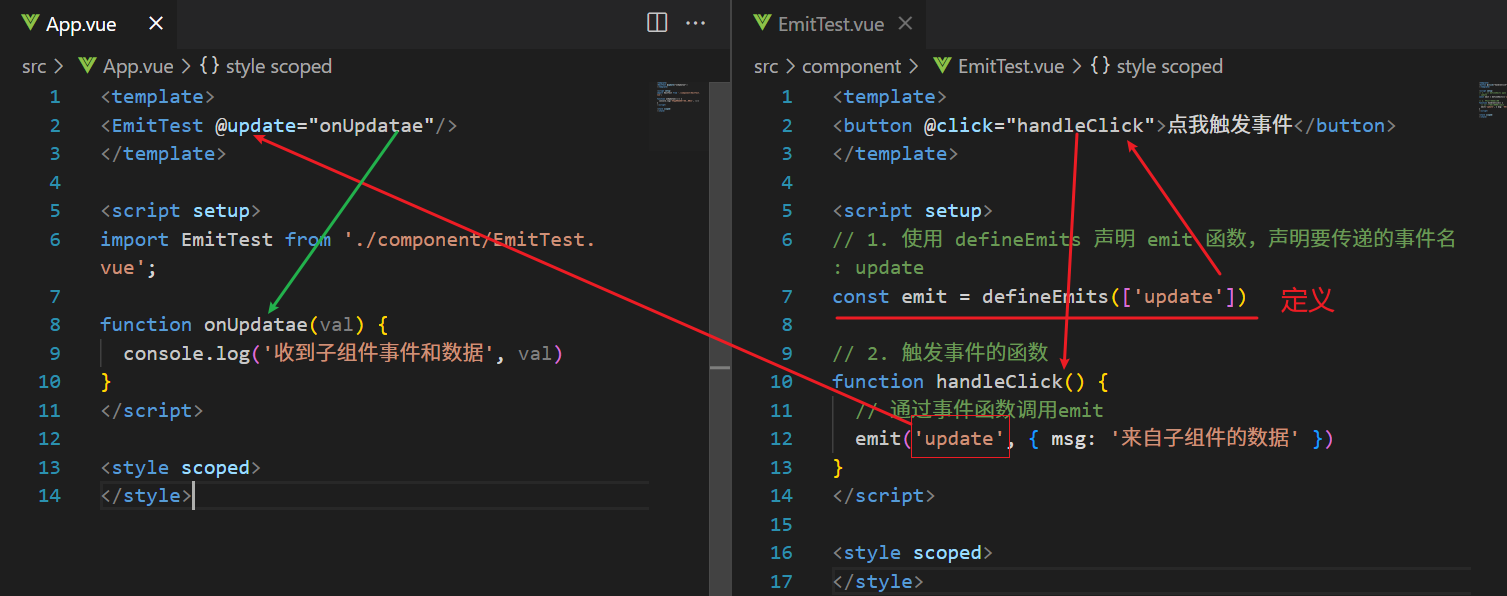 App.vue
src > App.vue > {} style scoped
1 <template>
2 <EmitTest @update="onUpdatae"/>
3 </template>
4
5 <script setup>
6 import EmitTest from './component/EmitTest.
vue';
7
8 function onUpdatae(val) {
9 console.log('收到子组件事件和数据', val)
10 }
11 </script>
12
13 <style scoped>
14 </style>
EmitTest.vue
src > component > EmitTest.vue > {} style scoped
1 <template>
2 <button @click="handleClick">点我触发事件</button>
3 </template>
4
5 <script setup>
6 // 1. 使用 defineEmits 声明 emit 函数，声明要传递的事件名
: update
7 const emit = defineEmits(['update']) 定义
8
9 // 2. 触发事件的函数
10 function handleClick() {
11 // 通过事件函数调用emit
12 emit('update', { msg: '来自子组件的数据' })
13 }
14 </script>
15
16 <style scoped>
17 </style>